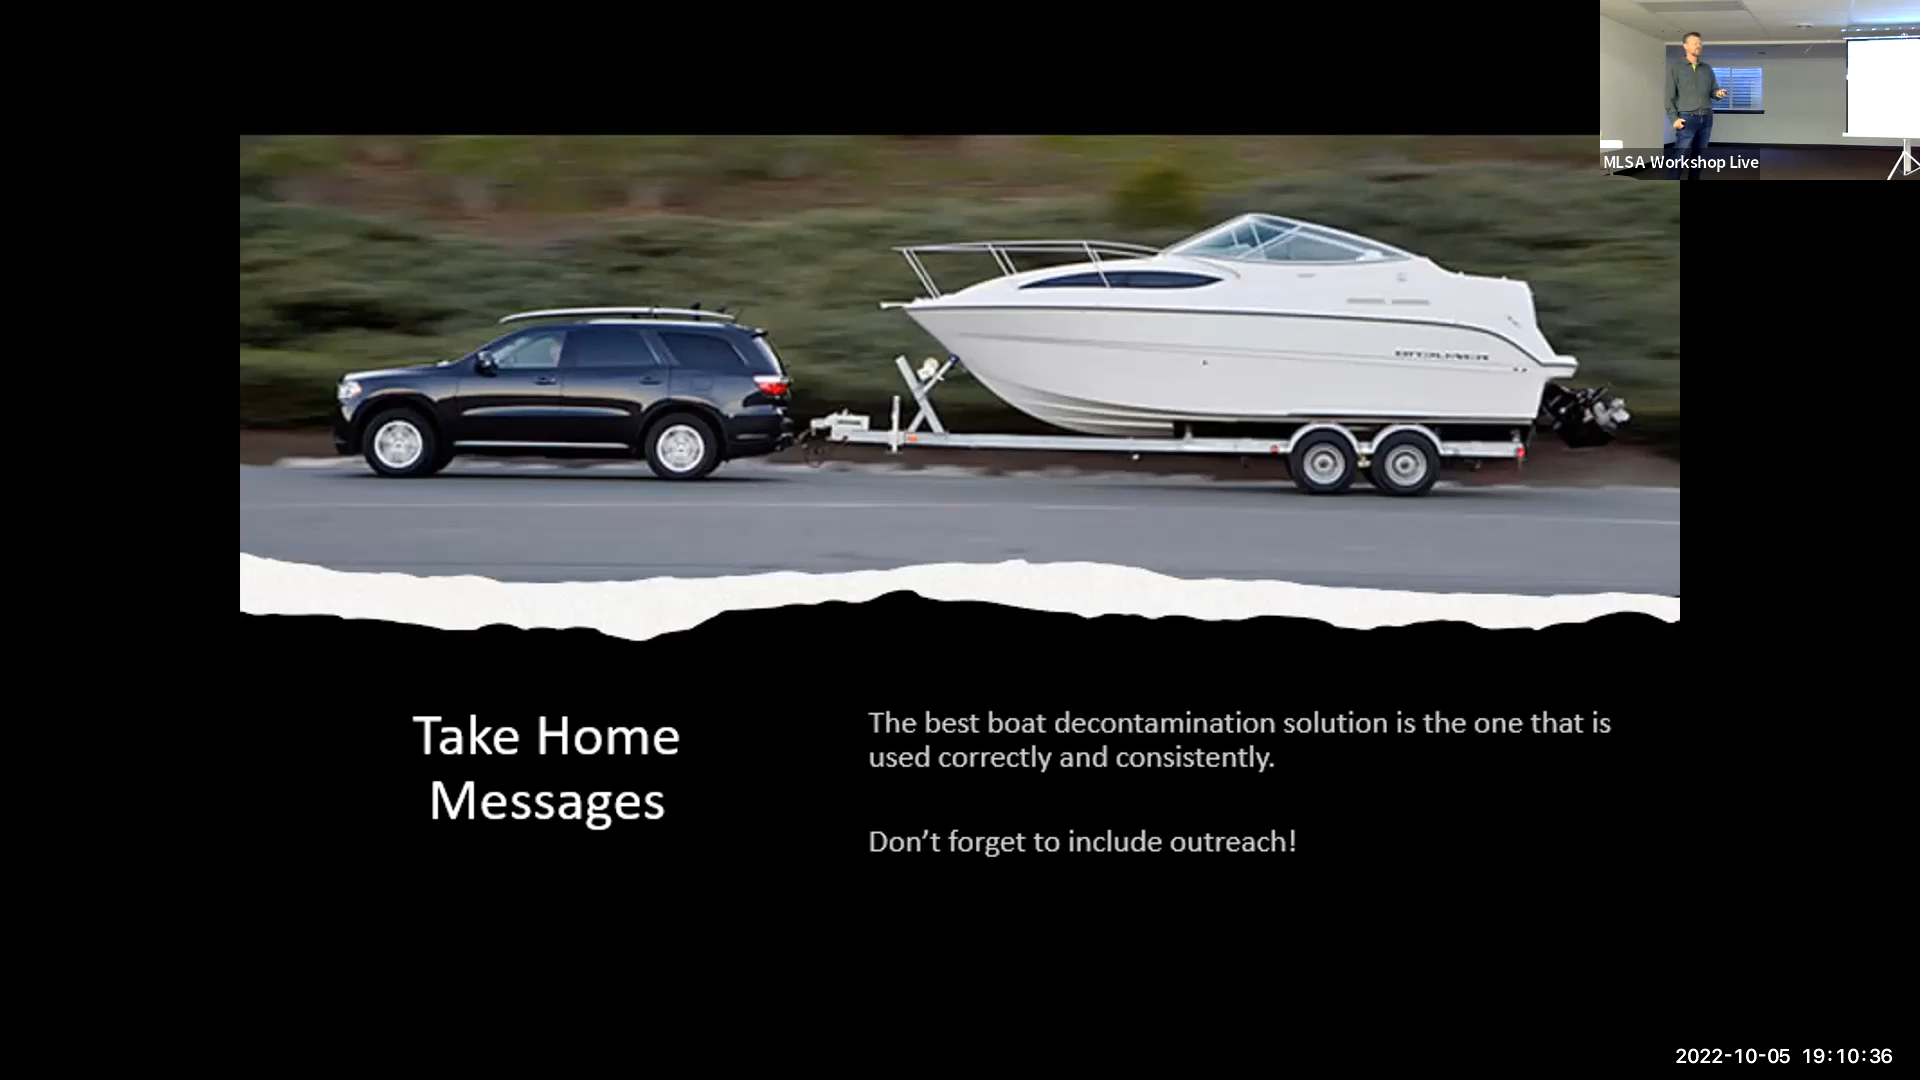 MLSA Workshop Live
Take Home
Messages
The best boat decontamination solution is the one that is
used correctly and consistently.
Don’t forget to include outreach!
2022-10-05 19:10:36